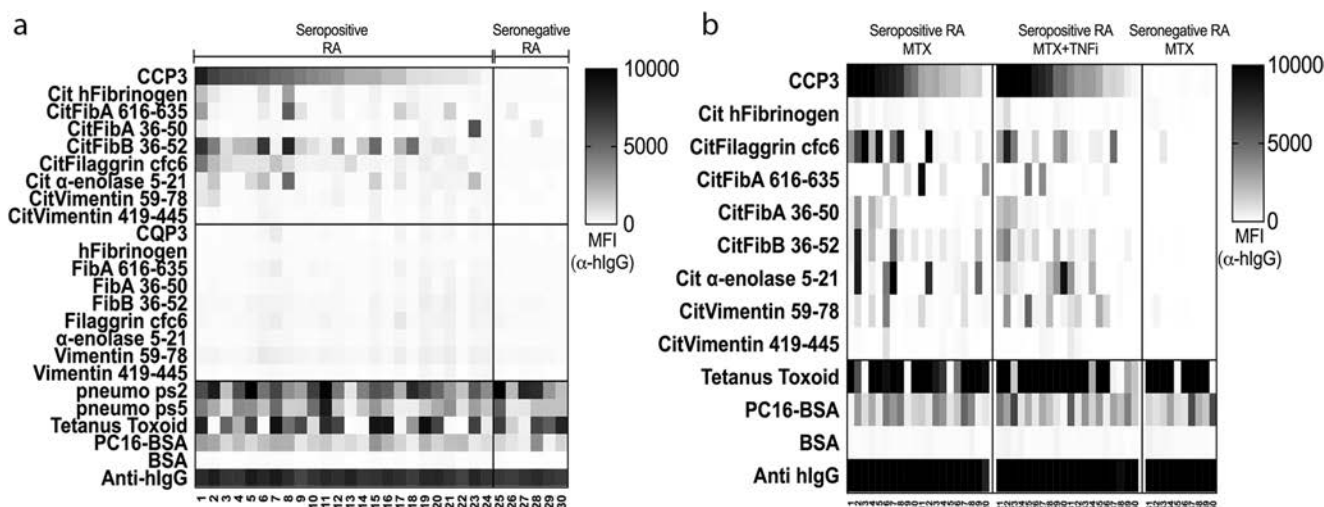 a
Seropositive
RA
Seronegative
RA
CCP3
Cit hFibrinogen
CitFibA 616-635
CitFibA 36-50
CitFibB 36-52
CitFilaggrin cfc6
Cit α-enolase 5-21
CitVimentin 59-78
CitVimentin 419-445
CQP3
hFibrinogen
FibA 616-635
FibA 36-50
FibB 36-52
Filaggrin cfc6
α-enolase 5-21
Vimentin 59-78
Vimentin 419-445
pneumo ps2
pneumo ps5
Tetanus Toxoid
PC16-BSA
BSA
Anti-hIgG
1 2 3 4 5 6 7 8 9 10 11 12 13 14 15 16 17 18 19 20 21 22 23 24 25 26 27 28 29 30
10000
5000
0
MFI
(α-hIgG)
b
Seropositive RA
MTX
Seropositive RA
MTX+TNFi
Seronegative RA
MTX
CCP3
Cit hFibrinogen
CitFilaggrin cfc6
CitFibA 616-635
CitFibA 36-50
CitFibB 36-52
Cit α-enolase 5-21
CitVimentin 59-78
CitVimentin 419-445
Tetanus Toxoid
PC16-BSA
BSA
Anti hIgG
10000
5000
0
MFI
(α-hIgG)